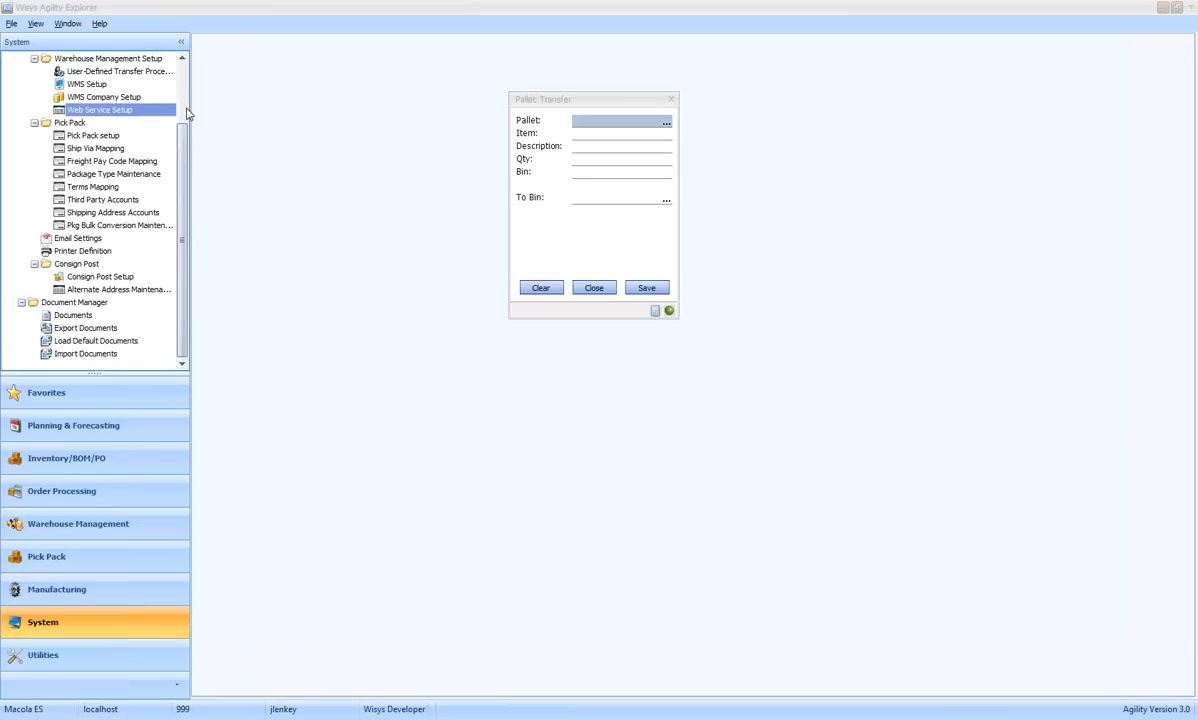 Wisys Agility Explorer
File View Window Help
System «
Warehouse Management Setup
User-Defined Transfer Proce...
WMS Setup
WMS Company Setup
Web Service Setup
Pick Pack
Pick Pack setup
Ship Via Mapping
Freight Pay Code Mapping
Package Type Maintenance
Terms Mapping
Third Party Accounts
Shipping Address Accounts
Pkg Bulk Conversion Mainten...
Email Settings
Printer Definition
Consign Post
Consign Post Setup
Alternate Address Maintena...
Document Manager
Documents
Export Documents
Load Default Documents
Import Documents
Favorites
Planning & Forecasting
Inventory/BOM/PO
Order Processing
Warehouse Management
Pick Pack
Manufacturing
System
Utilities
Pallet Transfer
Pallet: ...
Item:
Description:
Qty:
Bin:
To Bin: ...
Clear Close Save
Macola ES localhost 999 jlenkey Wisys Developer Agility Version 3.0